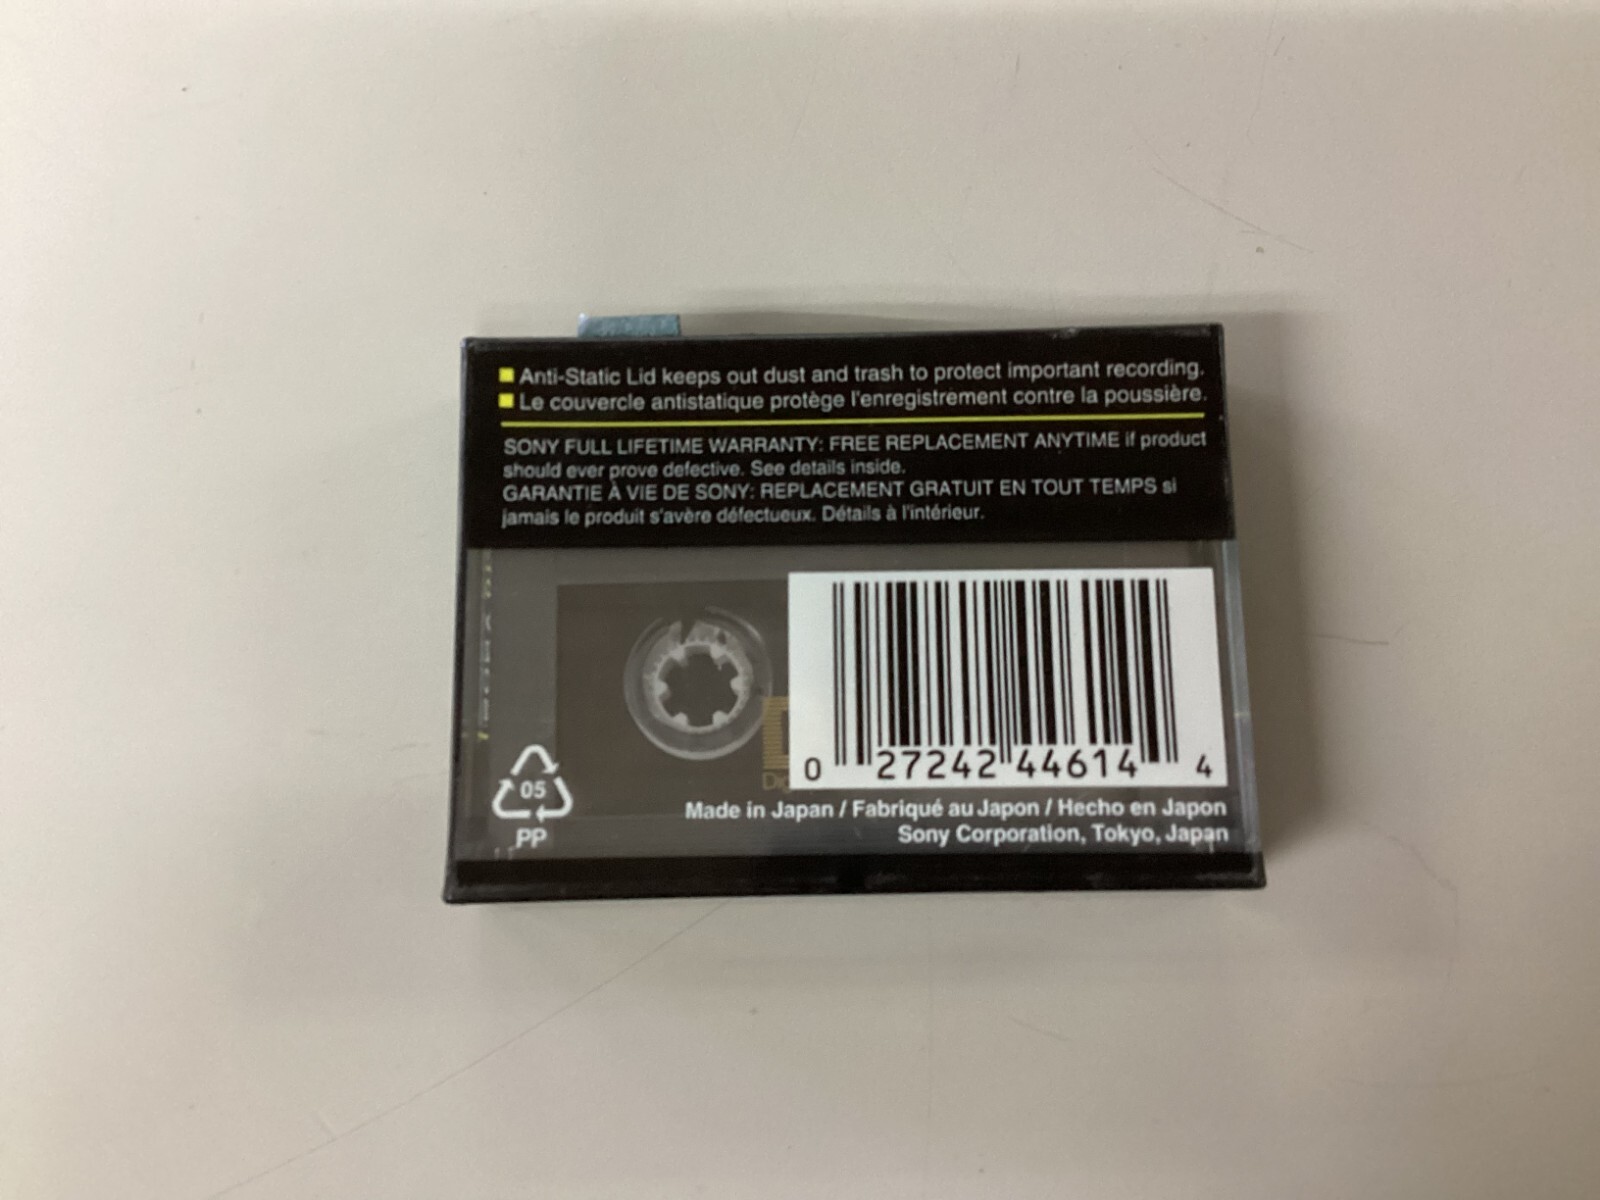 Anti-Static Lid keeps out dust and trash to protect important recording.
Le couvercle antistatique protège l'enregistrement contre la poussière.
SONY FULL LIFETIME WARRANTY: FREE REPLACEMENT ANYTIME if product
should ever prove defective. See details inside.
GARANTIE À VIE DE SONY: REPLACEMENT GRATUIT EN TOUT TEMPS si
jamais le produit s'avère défectueux. Détails à l'intérieur.
0 27242 44614 4
05
PP
Made in Japan / Fabriqué au Japon / Hecho en Japon
Sony Corporation, Tokyo, Japan